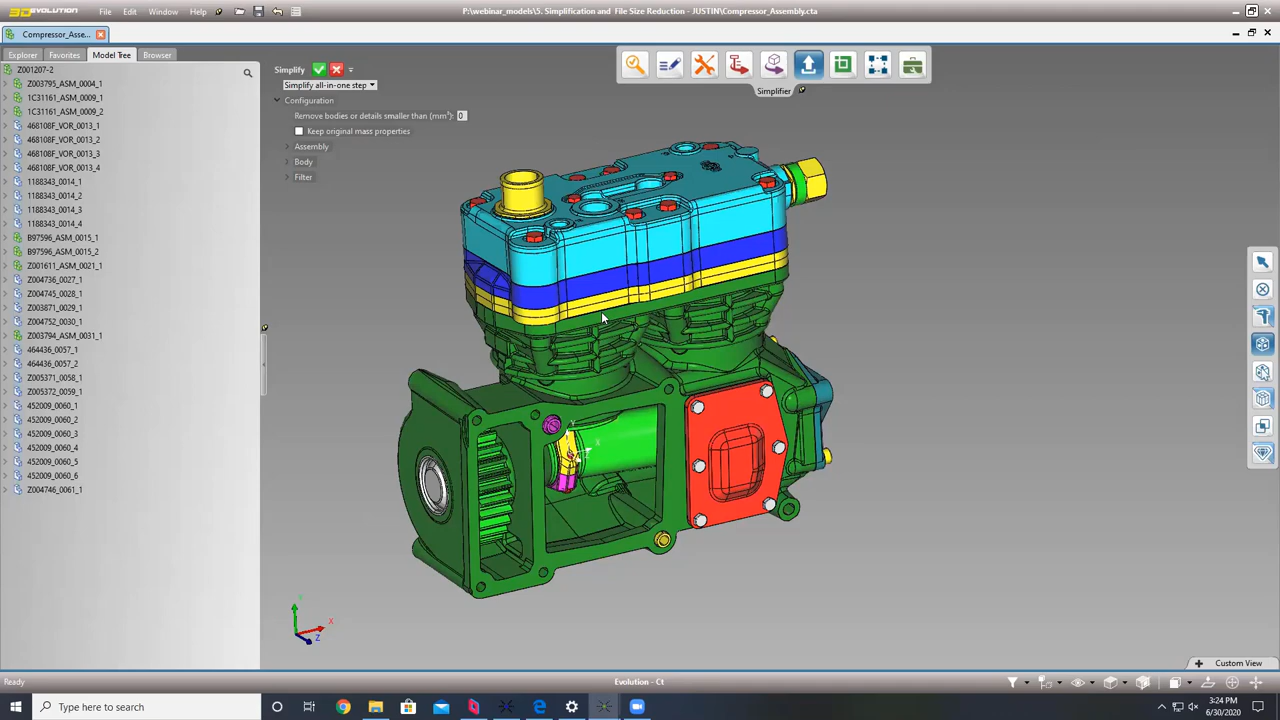 3DEVOLUTION File Edit Window Help P:\webinar_models\5. Simplification and File Size Reduction - JUSTIN\Compressor_Assembly.cta
Compressor_Asse...
Explorer Favorites Model Tree Browser
Z001207-2
Z003795_ASM_0004_1
1C31161_ASM_0009_1
1C31161_ASM_0009_2
468108F_VOR_0013_1
468108F_VOR_0013_2
468108F_VOR_0013_3
468108F_VOR_0013_4
1188343_0014_1
1188343_0014_2
1188343_0014_3
1188343_0014_4
B97596_ASM_0015_1
B97596_ASM_0015_2
Z001611_ASM_0021_1
Z004736_0027_1
Z004745_0028_1
Z003871_0029_1
Z004752_0030_1
Z003794_ASM_0031_1
464436_0057_1
464436_0057_2
Z005371_0058_1
Z005372_0059_1
452009_0060_1
452009_0060_2
452009_0060_3
452009_0060_4
452009_0060_5
452009_0060_6
Z004746_0061_1
Simplify
Simplify all-in-one step
Configuration
Remove bodies or details smaller than (mm³): 0
Keep original mass properties
Assembly
Body
Filter
Simplifier
X
Y
X
Z
Custom View
Ready Evolution - Ct
Type here to search
3:24 PM
6/30/2020